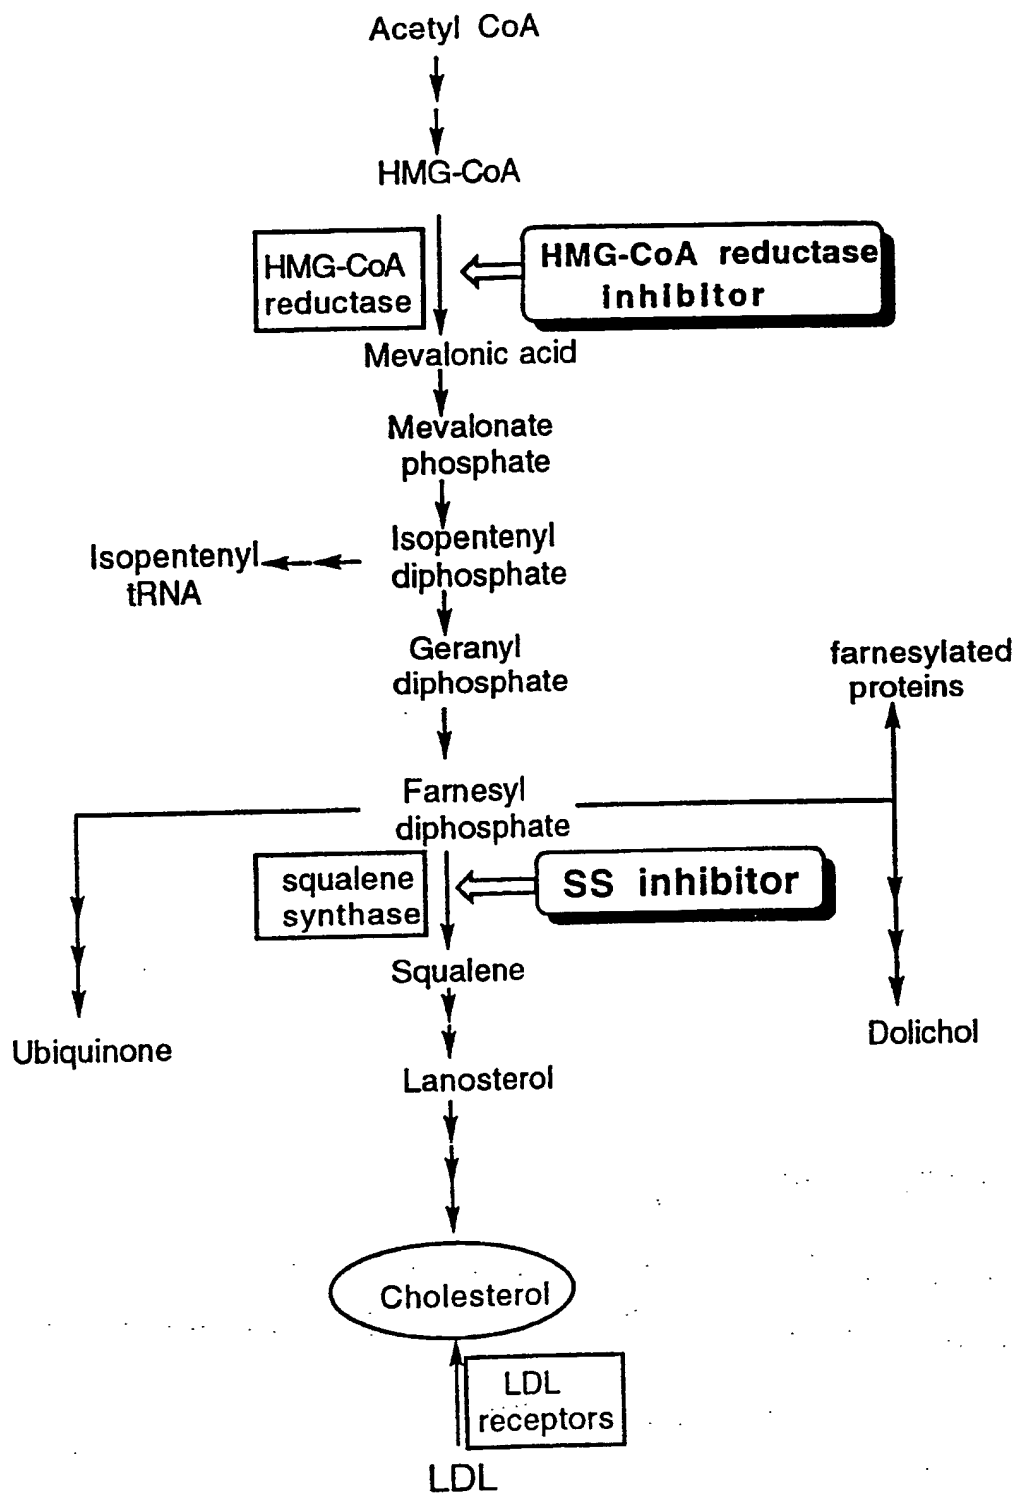 Acetyl CoA
HMG-CoA
HMG-CoA
reductase
HMG-CoA reductase
inhibitor
Mevalonic acid
Mevalonate
phosphate
Isopentenyl
tRNA
Isopentenyl
diphosphate
Geranyl
diphosphate
farnesylated
proteins
Farnesyl
diphosphate
squalene
synthase
SS inhibitor
Squalene
Ubiquinone
Dolichol
Lanosterol
Cholesterol
LDL
receptors
LDL